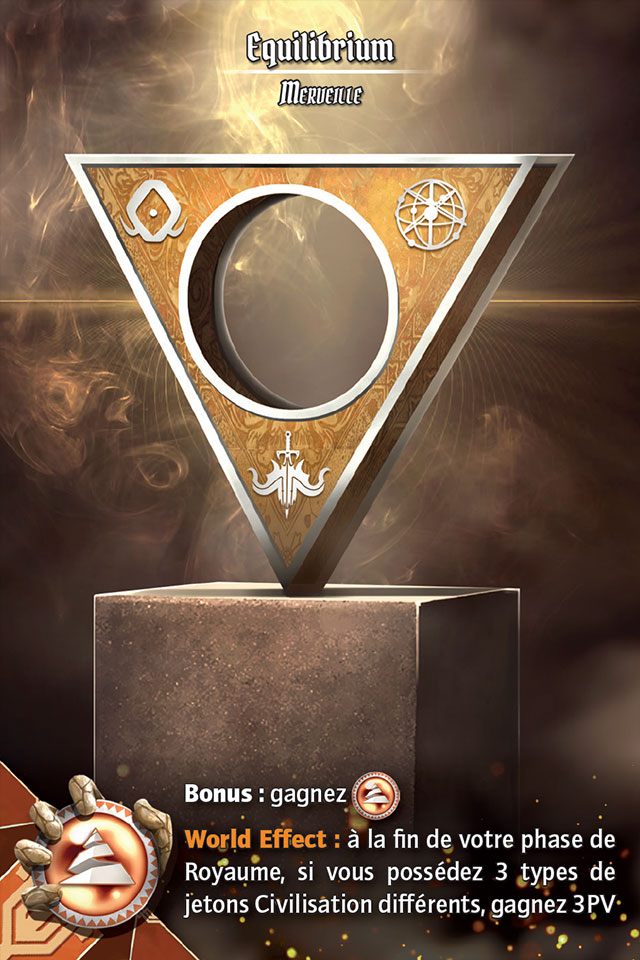 Equilibrium
Merveille
Bonus : gagnez
World Effect : à la fin de votre phase de
Royaume, si vous possédez 3 types de
jetons Civilisation différents, gagnez 3PV